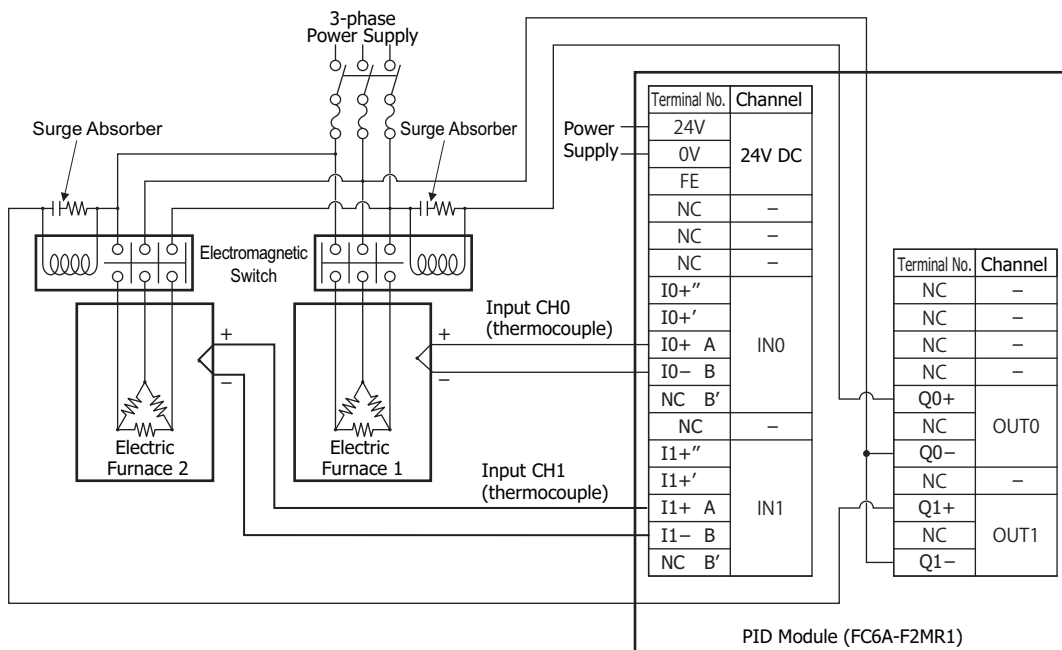 3-phase
Power Supply
Surge Absorber
Surge Absorber
Electromagnetic
Switch
+
−
Electric
Furnace 2
+
−
Electric
Furnace 1
Input CH0
(thermocouple)
Input CH1
(thermocouple)
Power
Supply
Terminal No. Channel
24V
0V 24V DC
FE
NC –
NC –
NC –
I0+″
I0+′
I0+ A IN0
I0− B
NC B′
NC –
I1+″
I1+′
I1+ A IN1
I1− B
NC B′
Terminal No. Channel
NC –
NC –
NC –
NC –
Q0+
NC OUT0
Q0−
NC –
Q1+
NC OUT1
Q1−
PID Module (FC6A-F2MR1)